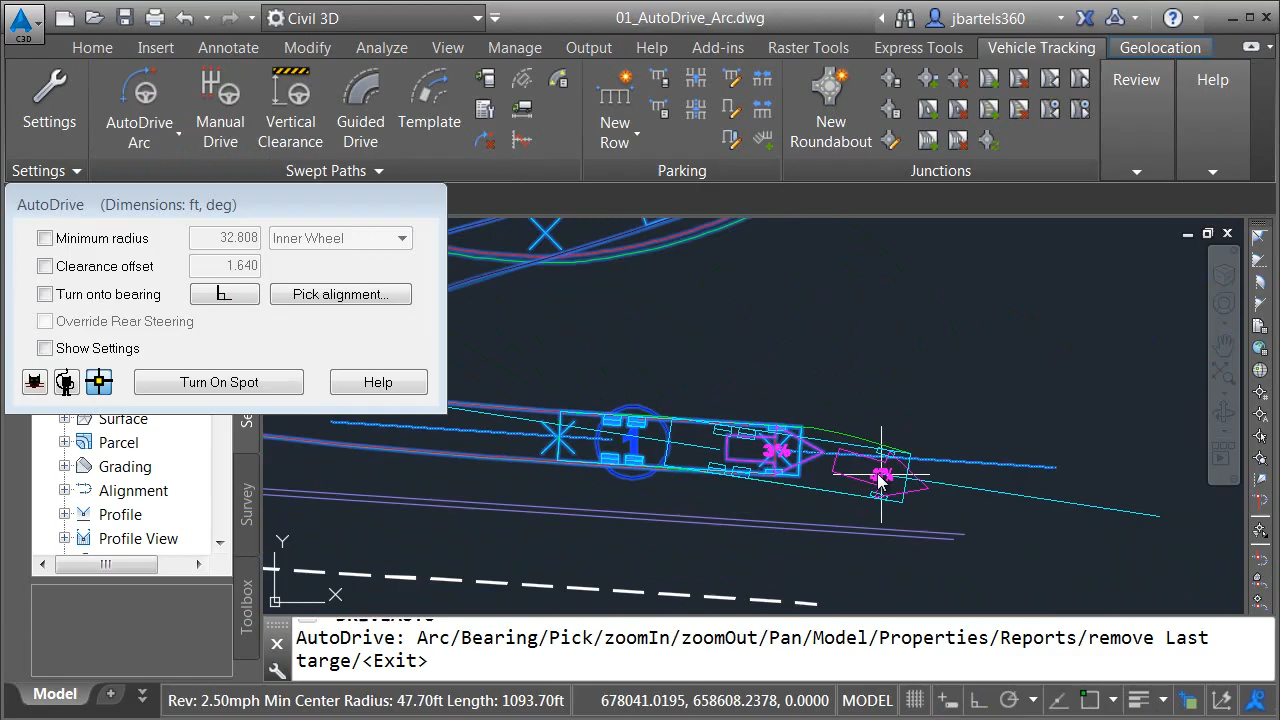 C3D
Civil 3D
01_AutoDrive_Arc.dwg
jbartels360
Home Insert Annotate Modify Analyze View Manage Output Help Add-ins Raster Tools Express Tools Vehicle Tracking Geolocation
Settings
AutoDrive
Arc
Manual
Drive
Vertical
Clearance
Guided
Drive
Template
New
Row
New
Roundabout
Review
Help
Settings Swept Paths Parking Junctions
AutoDrive (Dimensions: ft, deg)
Minimum radius 32.808 Inner Wheel
Clearance offset 1.640
Turn onto bearing Pick alignment...
Override Rear Steering
Show Settings
Turn On Spot Help
Surface
Parcel
Grading
Alignment
Profile
Profile View
Se
Survey
Toolbox
1
Y
X
AutoDrive: Arc/Bearing/Pick/zoomIn/zoomOut/Pan/Model/Properties/Reports/remove Last
targe/<Exit>
Model
Rev: 2.50mph Min Center Radius: 47.70ft Length: 1093.70ft 678041.0195, 658608.2378, 0.0000 MODEL